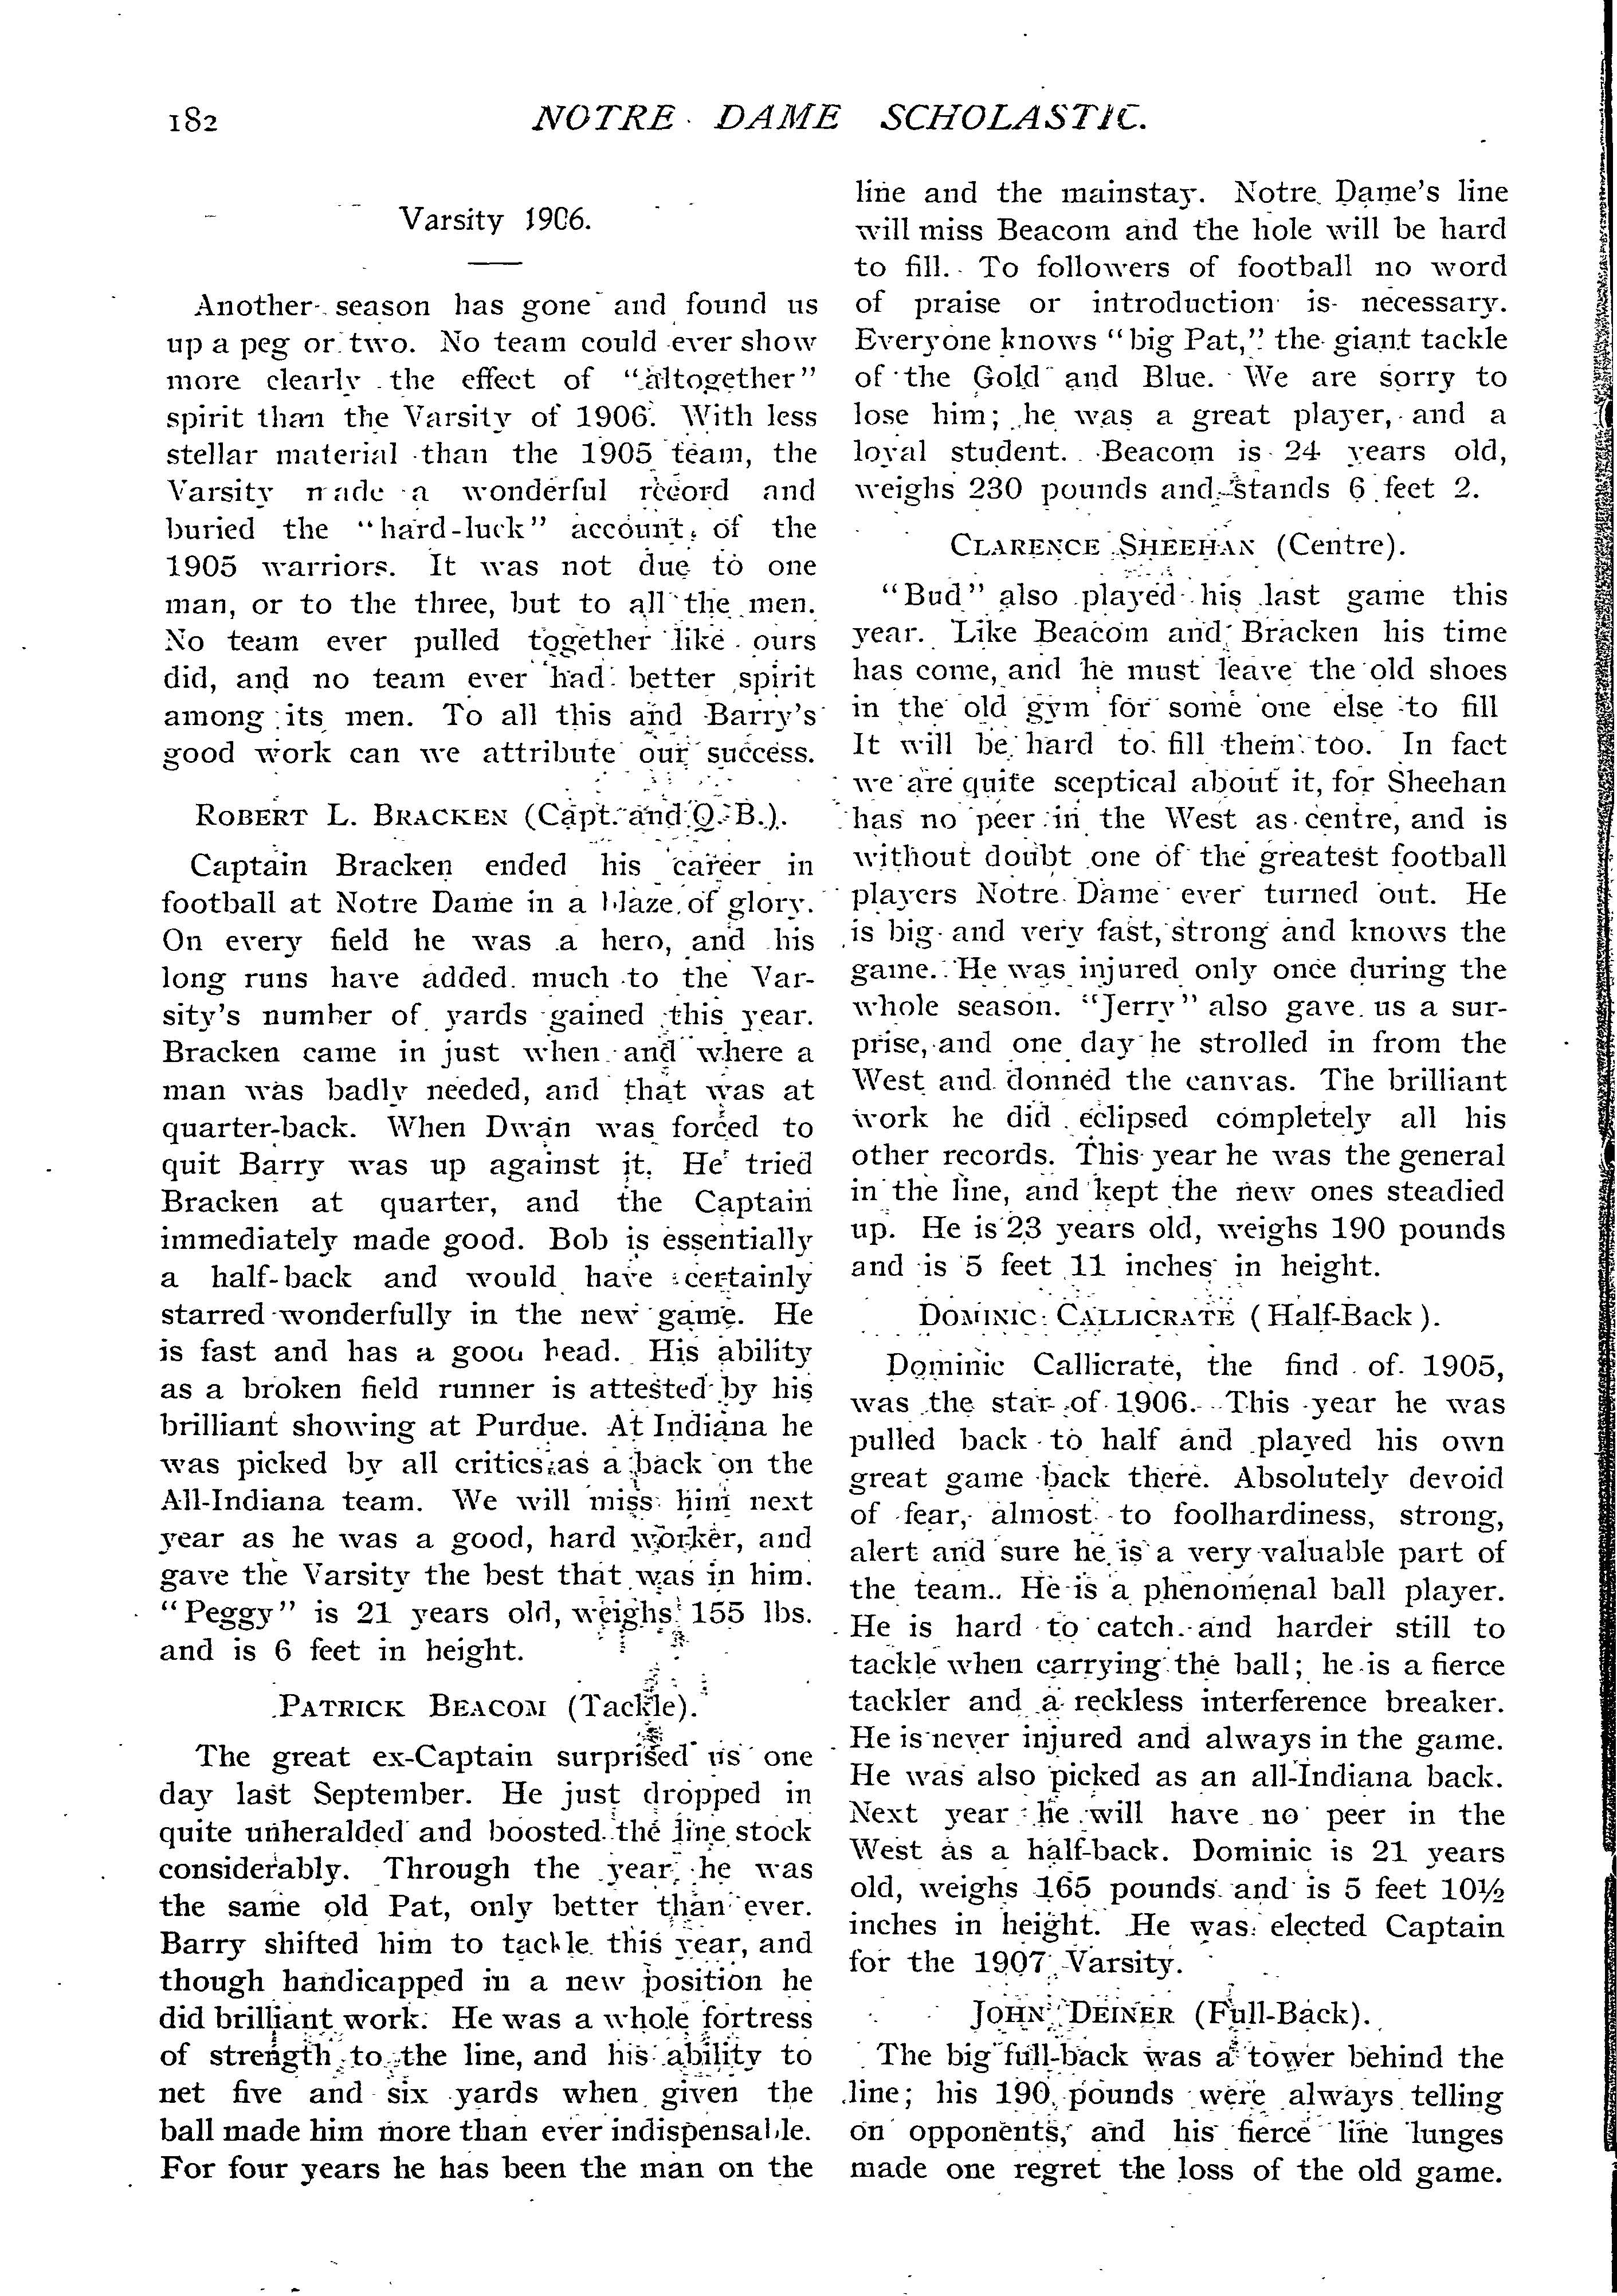 182 NOTRE DAME SCHOLASTIC.
Varsity 1906.
Another season has gone and found us
up a peg or two. No team could ever show
more clearly the effect of "altogether"
spirit than the Varsity of 1906. With less
stellar material than the 1905 team, the
Varsity made a wonderful record and
buried the "hard-luck" account of the
1905 warriors. It was not due to one
man, or to the three, but to all the men.
No team ever pulled together like ours
did, and no team ever had better spirit
among its men. To all this and Barry's
good work can we attribute our success.
ROBERT L. BRACKEN (Capt. and Q. B.).
Captain Bracken ended his career in
football at Notre Dame in a blaze of glory.
On every field he was a hero, and his
long runs have added much to the Var-
sity's number of yards gained this year.
Bracken came in just when and where a
man was badly needed, and that was at
quarter-back. When Dwan was forced to
quit Barry was up against it. He tried
Bracken at quarter, and the Captain
immediately made good. Bob is essentially
a half-back and would have certainly
starred wonderfully in the new game. He
is fast and has a good head. His ability
as a broken field runner is attested by his
brilliant showing at Purdue. At Indiana he
was picked by all critics as a back on the
All-Indiana team. We will miss him next
year as he was a good, hard worker, and
gave the Varsity the best that was in him.
"Peggy" is 21 years old, weighs 155 lbs.
and is 6 feet in height.
PATRICK BEACOM (Tackle).
The great ex-Captain surprised us one
day last September. He just dropped in
quite unheralded and boosted the line stock
considerably. Through the year he was
the same old Pat, only better than ever.
Barry shifted him to tackle this year, and
though handicapped in a new position he
did brilliant work. He was a whole fortress
of strength to the line, and his ability to
net five and six yards when given the
ball made him more than ever indispensable.
For four years he has been the man on the
line and the mainstay. Notre Dame's line
will miss Beacom and the hole will be hard
to fill. To followers of football no word
of praise or introduction is necessary.
Everyone knows "big Pat," the giant tackle
of the Gold and Blue. We are sorry to
lose him; he was a great player, and a
loyal student. Beacom is 24 years old,
weighs 230 pounds and stands 6 feet 2.
CLARENCE SHEEHAN (Centre).
"Bud" also played his last game this
year. Like Beacom and Bracken his time
has come, and he must leave the old shoes
in the old gym for some one else to fill
It will be hard to fill them too. In fact
we are quite sceptical about it, for Sheehan
has no peer in the West as centre, and is
without doubt one of the greatest football
players Notre Dame ever turned out. He
is big and very fast, strong and knows the
game. He was injured only once during the
whole season. "Jerry" also gave us a sur-
prise, and one day he strolled in from the
West and donned the canvas. The brilliant
work he did eclipsed completely all his
other records. This year he was the general
in the line, and kept the new ones steadied
up. He is 23 years old, weighs 190 pounds
and is 5 feet 11 inches in height.
DOMINIC CALLICRATE (Half-Back).
Dominic Callicrate, the find of 1905,
was the star of 1906. This year he was
pulled back to half and played his own
great game back there. Absolutely devoid
of fear, almost to foolhardiness, strong,
alert and sure he is a very valuable part of
the team. He is a phenomenal ball player.
He is hard to catch and harder still to
tackle when carrying the ball; he is a fierce
tackler and a reckless interference breaker.
He is never injured and always in the game.
He was also picked as an all-Indiana back.
Next year he will have no peer in the
West as a half-back. Dominic is 21 years
old, weighs 165 pounds and is 5 feet 10½
inches in height. He was elected Captain
for the 1907 Varsity.
JOHN DEINER (Full-Back).
The big full-back was a tower behind the
line; his 190 pounds were always telling
on opponents, and his fierce line lunges
made one regret the loss of the old game.